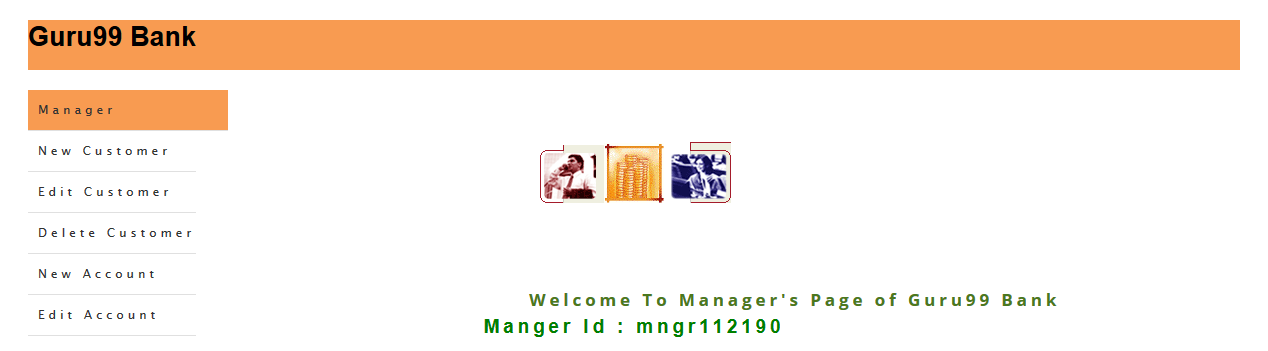 Guru99 Bank
Manager
New Customer
Edit Customer
Delete Customer
New Account
Edit Account
Welcome To Manager's Page of Guru99 Bank
Manger Id : mngr112190